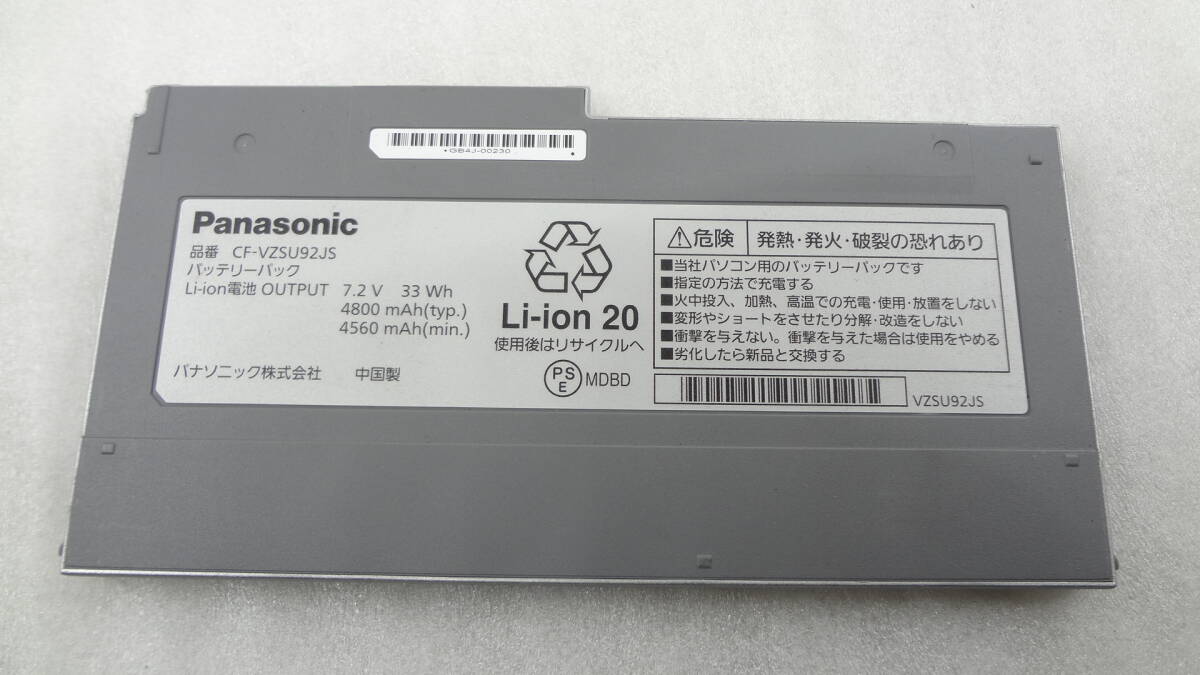 *GB4J-00230
Panasonic
品番 CF-VZSU92JS
バッテリーパック
Li-ion電池 OUTPUT 7.2 V 33 Wh
4800 mAh(typ.)
4560 mAh(min.)
パナソニック株式会社 中国製
Li-ion 20
使用後はリサイクルへ
PS
E
MDBD
⚠危険 発熱・発火・破裂の恐れあり
■当社パソコン用のバッテリーパックです
■指定の方法で充電する
■火中投入、加熱、高温での充電・使用・放置をしない
■変形やショートをさせたり分解・改造をしない
■衝撃を与えない。衝撃を与えた場合は使用をやめる
■劣化したら新品と交換する
VZSU92JS